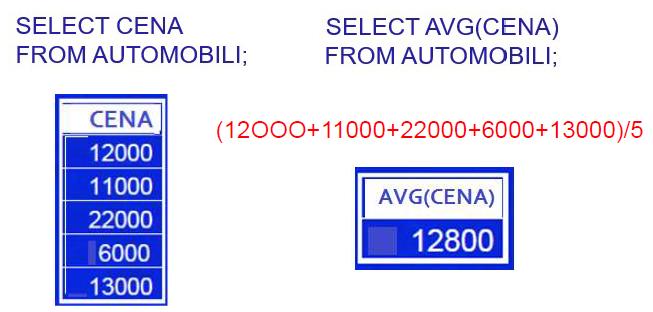 SELECT CENA
FROM AUTOMOBILI;
CENA
12000
11000
22000
6000
13000
SELECT AVG(CENA)
FROM AUTOMOBILI;
(12OOO+11000+22000+6000+13000)/5
AVG(CENA)
12800